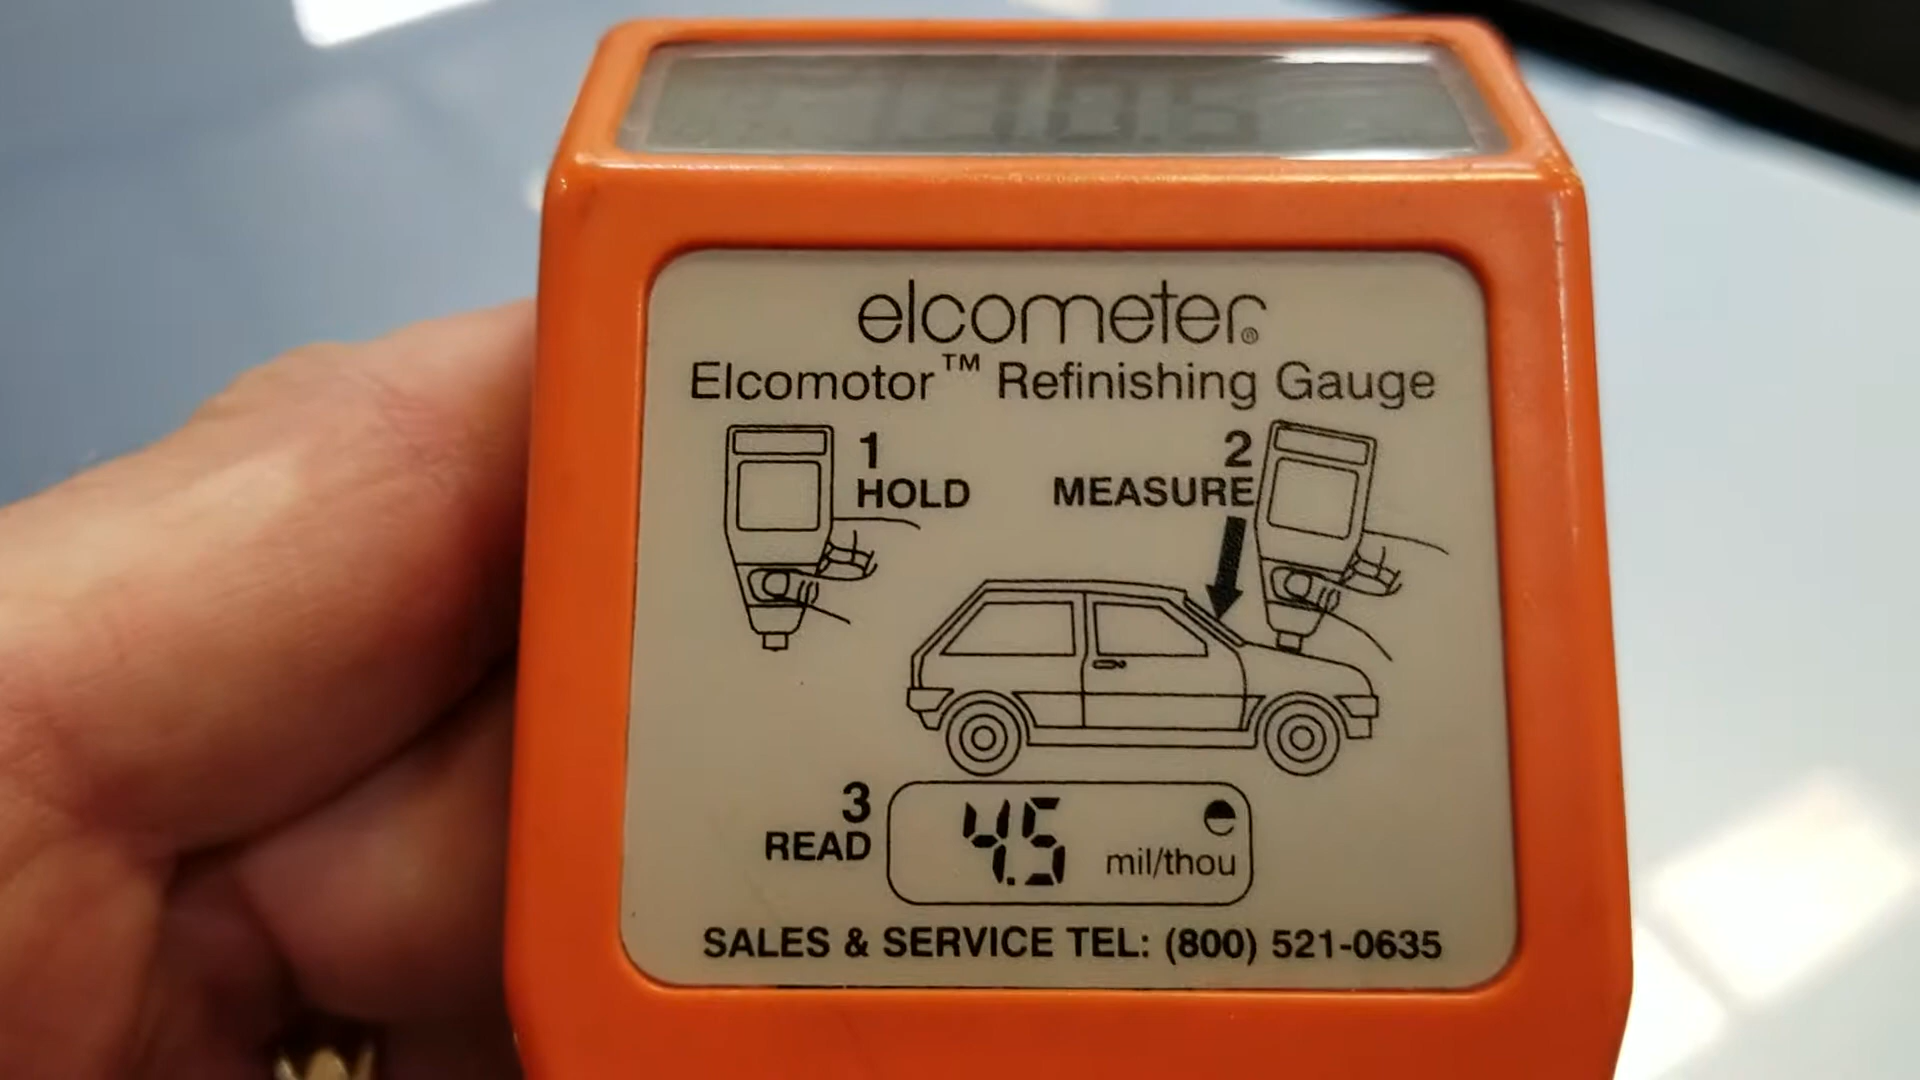 elcometer®
Elcomotor™ Refinishing Gauge
1
HOLD
2
MEASURE
3
READ
4.5
e
mil/thou
SALES & SERVICE TEL: (800) 521-0635